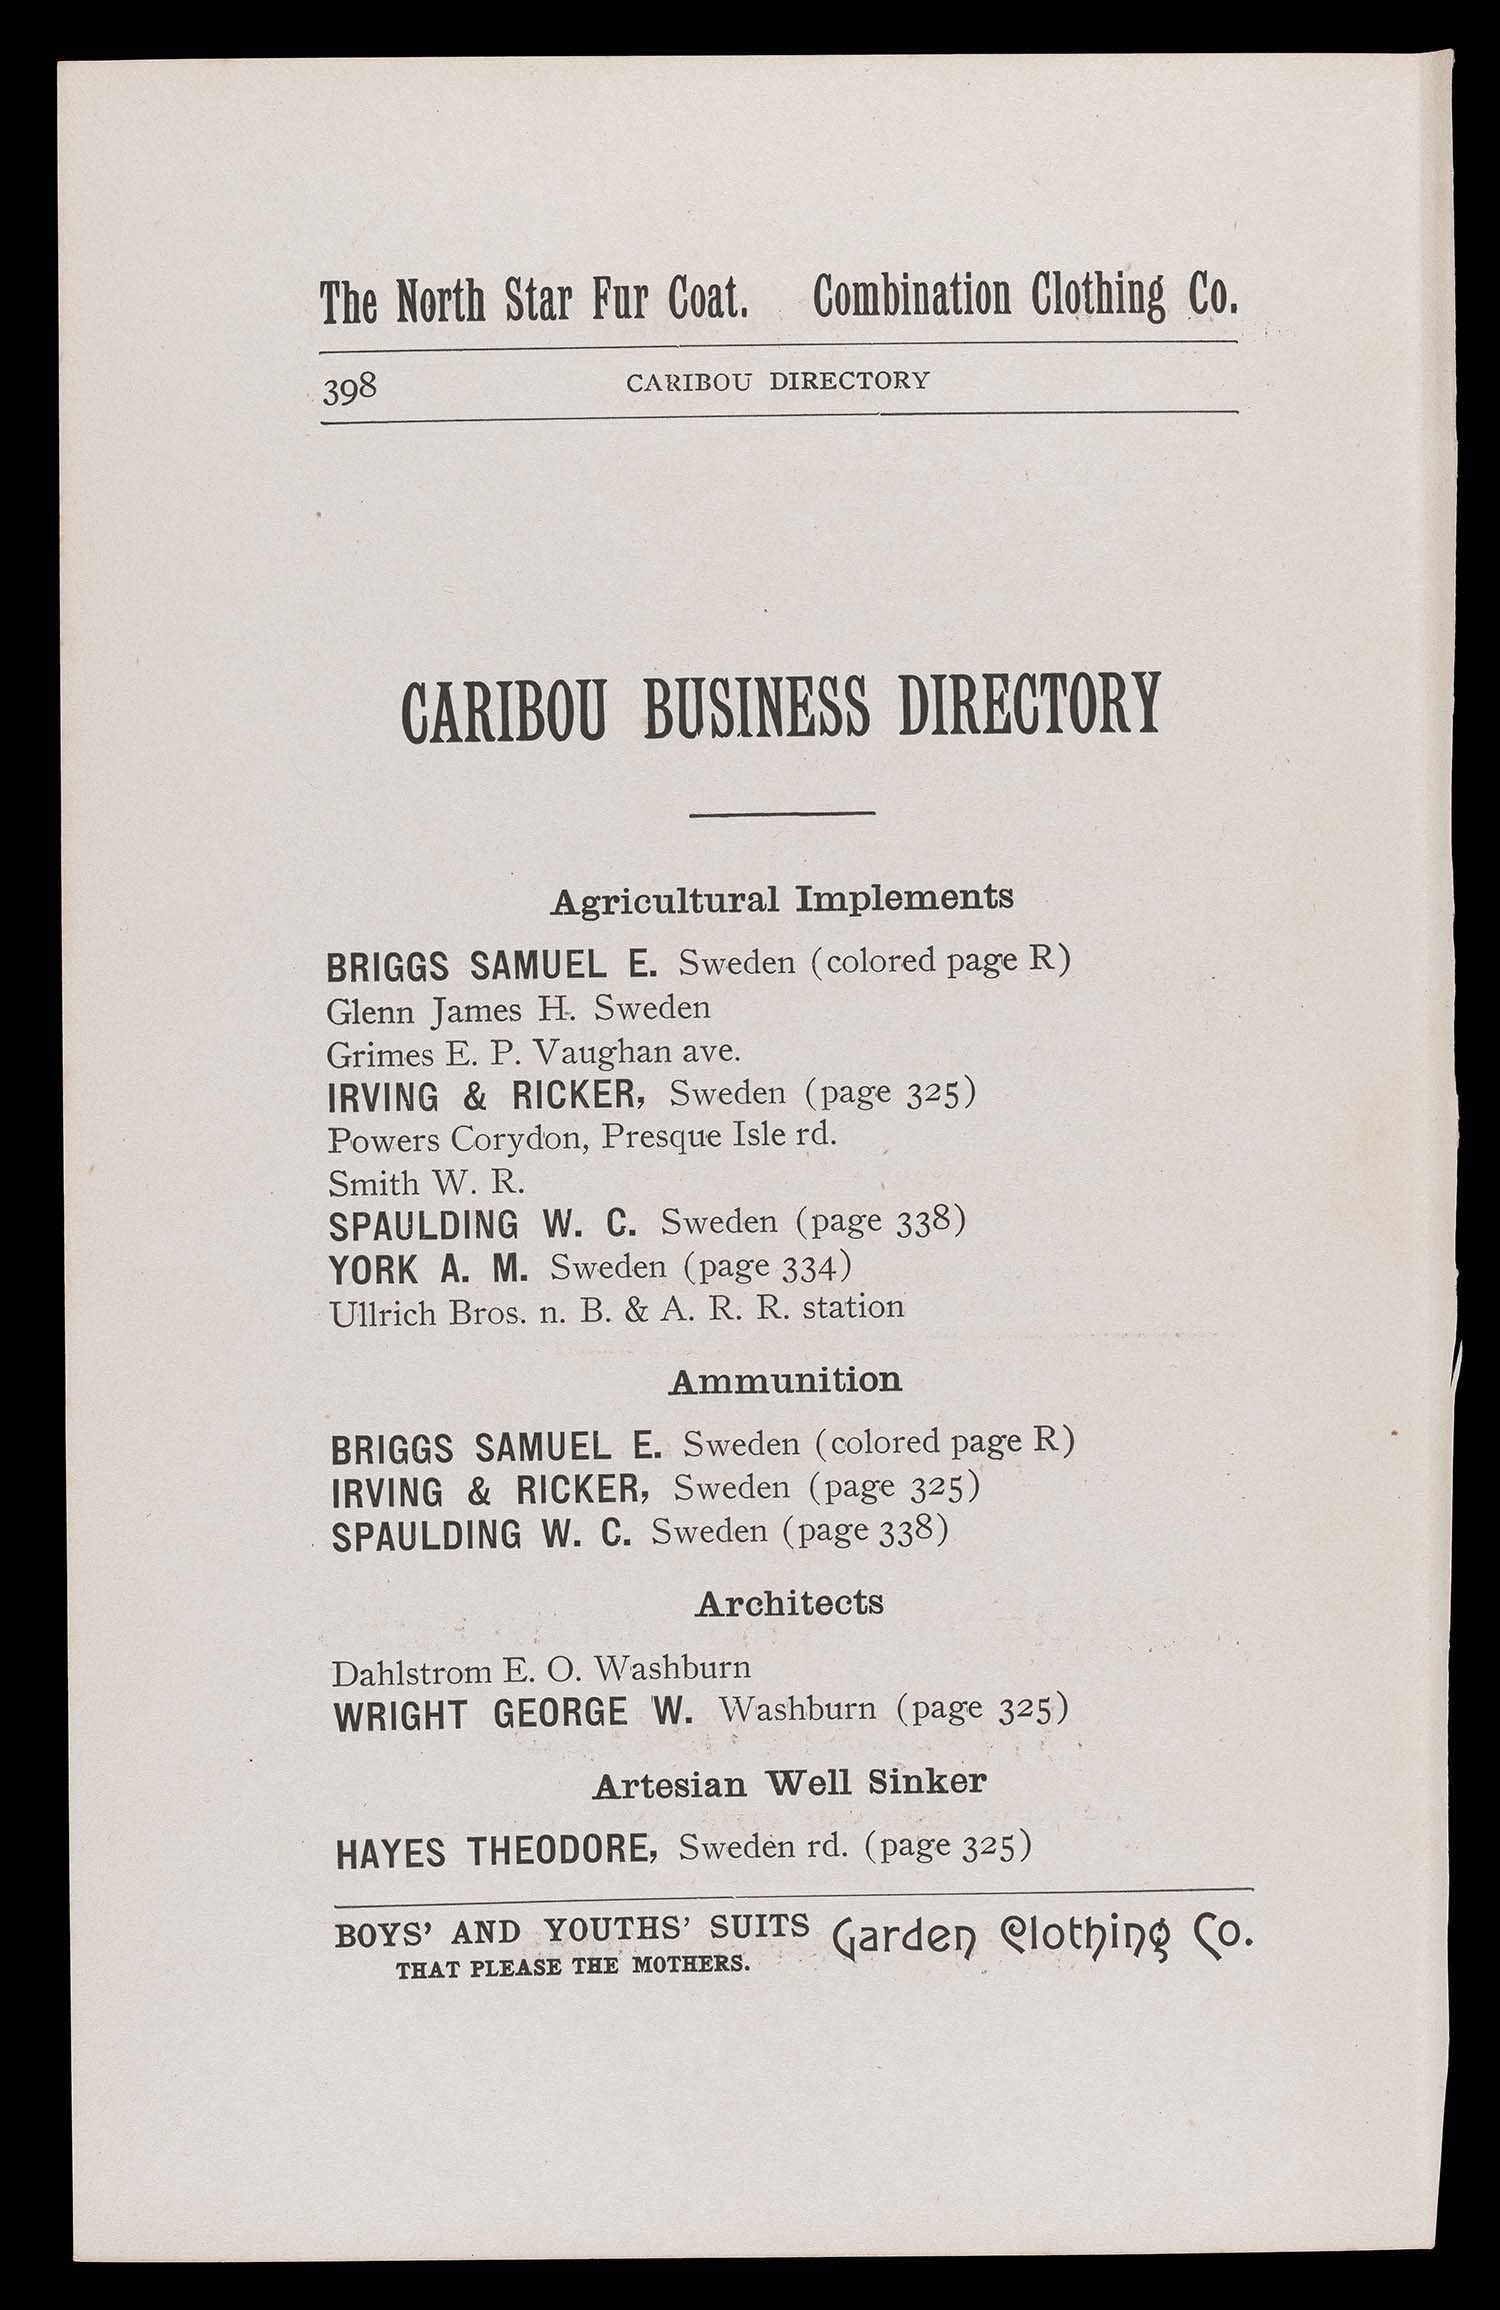 The North Star Fur Coat. Combination Clothing Co.
398 CARIBOU DIRECTORY
CARIBOU BUSINESS DIRECTORY
Agricultural Implements
BRIGGS SAMUEL E. Sweden (colored page R)
Glenn James H. Sweden
Grimes E. P. Vaughan ave.
IRVING & RICKER, Sweden (page 325)
Powers Corydon, Presque Isle rd.
Smith W. R.
SPAULDING W. C. Sweden (page 338)
YORK A. M. Sweden (page 334)
Ullrich Bros. n. B. & A. R. R. station
Ammunition
BRIGGS SAMUEL E. Sweden (colored page R)
IRVING & RICKER, Sweden (page 325)
SPAULDING W. C. Sweden (page 338)
Architects
Dahlstrom E. O. Washburn
WRIGHT GEORGE W. Washburn (page 325)
Artesian Well Sinker
HAYES THEODORE, Sweden rd. (page 325)
BOYS' AND YOUTHS' SUITS Garden Clothing Co.
THAT PLEASE THE MOTHERS.